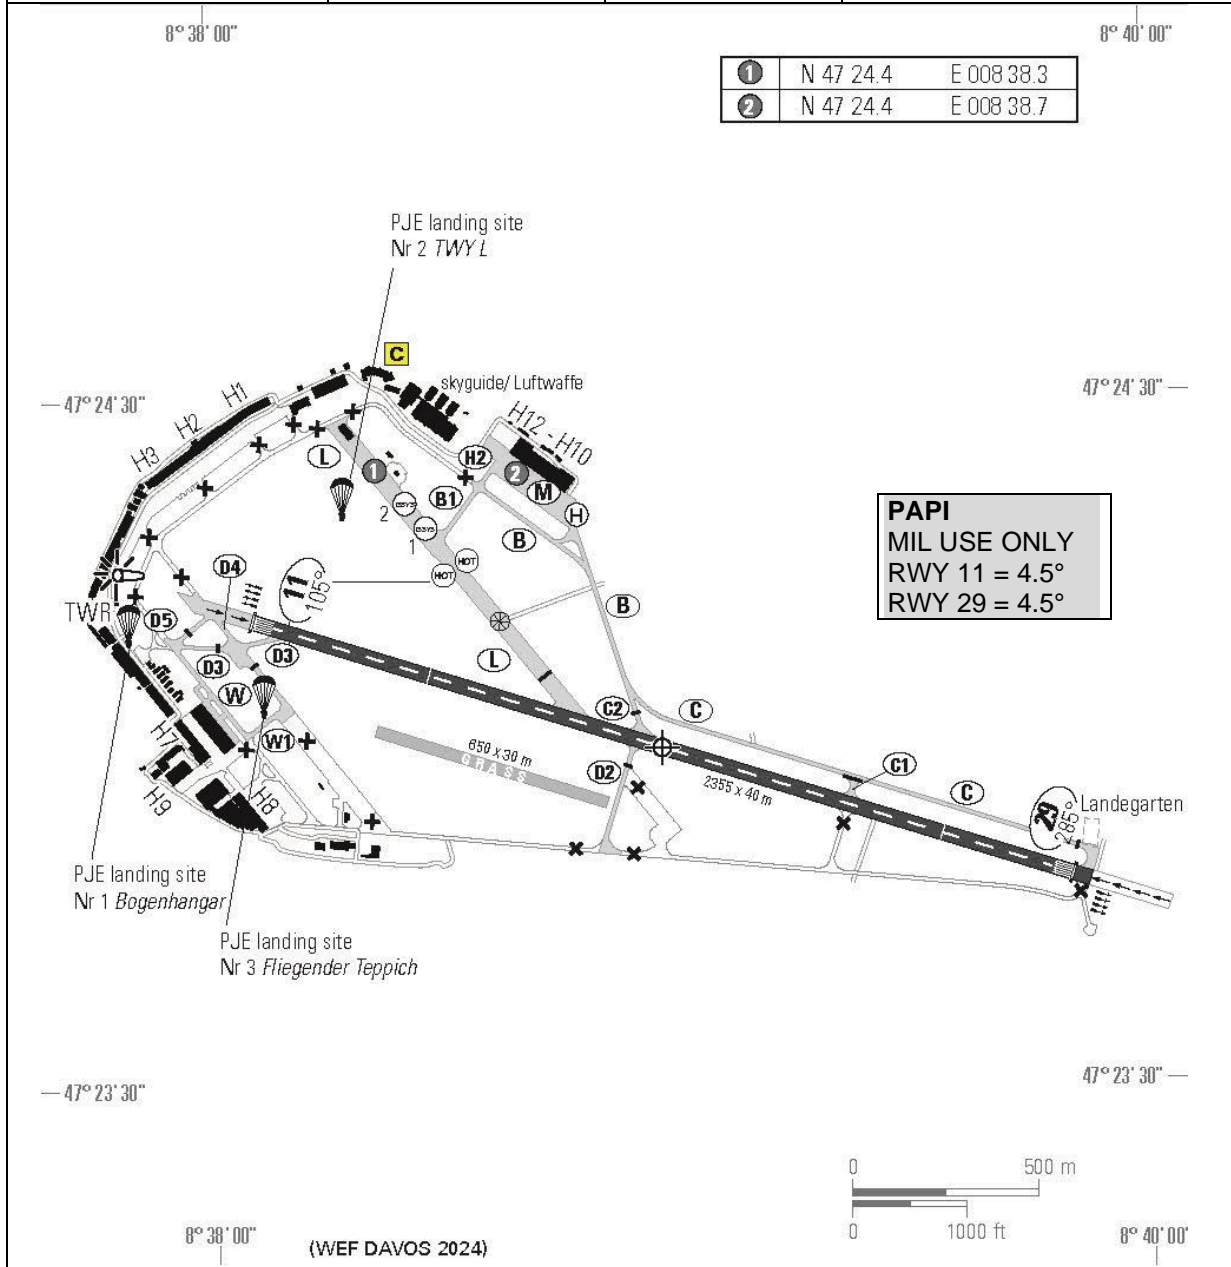 8° 38' 00"
8° 40' 00"
1 N 47 24.4 E 008 38.3
2 N 47 24.4 E 008 38.7
PJE landing site
Nr 2 TWY L
C
skyguide/ Luftwaffe
47° 24' 30"
47° 24' 30"
H1
H2
H3
H12 - H10
L
1
H2
2
M
B1
H
2
1
B
HOT
HOT
PAPI
MIL USE ONLY
RWY 11 = 4.5°
RWY 29 = 4.5°
D4
11
105°
TWR
D5
D3
D3
B
L
W
C2
C
W1
H7
H9
H8
650 x 30 m
GRASS
D2
2355 x 40 m
C1
C
29
285°
Landegarten
PJE landing site
Nr 1 Bogenhangar
PJE landing site
Nr 3 Fliegender Teppich
47° 23' 30"
47° 23' 30"
0 500 m
0 1000 ft
8° 38' 00"
(WEF DAVOS 2024)
8° 40' 00'